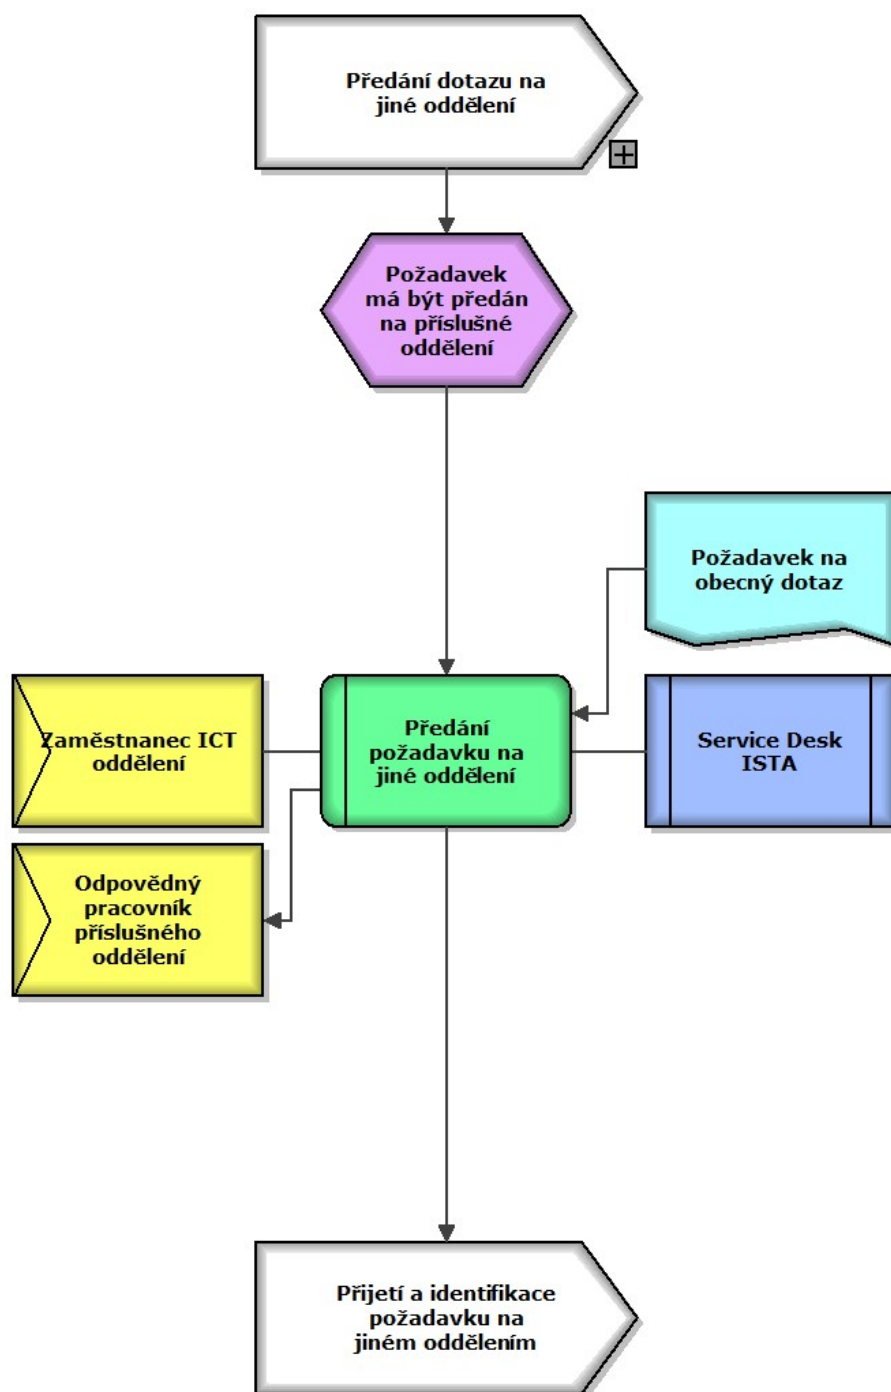 Předání dotazu na
jiné oddělení
Požadavek
má být předán
na příslušné
oddělení
Požadavek na
obecný dotaz
Zaměstnanec ICT
oddělení
Předání
požadavku na
jiné oddělení
Service Desk
ISTA
Odpovědný
pracovník
příslušného
oddělení
Přijetí a identifikace
požadavku na
jiném oddělením